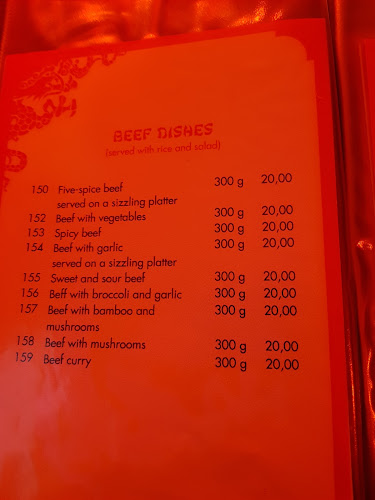 BEEF DISHES
(served with rice and salad)
150 Five-spice beef 300 g 20,00
served on a sizzling platter
152 Beef with vegetables 300 g 20,00
153 Spicy beef 300 g 20,00
154 Beef with garlic 300 g 20,00
served on a sizzling platter
155 Sweet and sour beef 300 g 20,00
156 Beff with broccoli and garlic 300 g 20,00
157 Beef with bamboo and 300 g 20,00
mushrooms
158 Beef with mushrooms 300 g 20,00
159 Beef curry 300 g 20,00